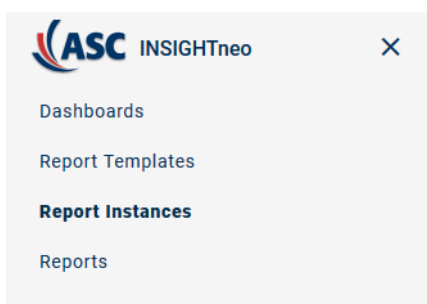 ASC INSIGHTneo
Dashboards
Report Templates
Report Instances
Reports